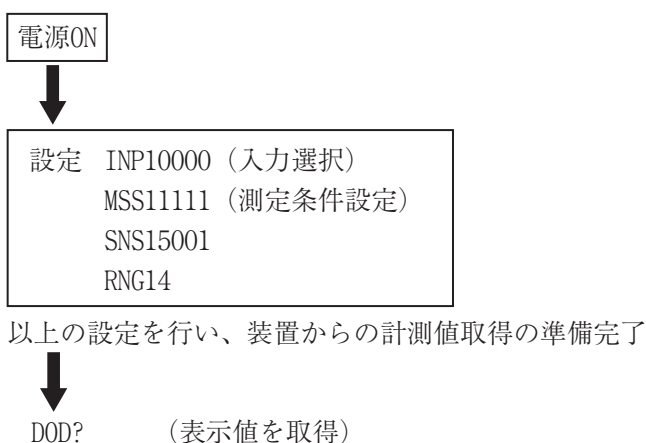 電源ON
設定 INP10000（入力選択）
MSS11111（測定条件設定）
SNS15001
RNG14
以上の設定を行い、装置からの計測値取得の準備完了
DOD? （表示値を取得）